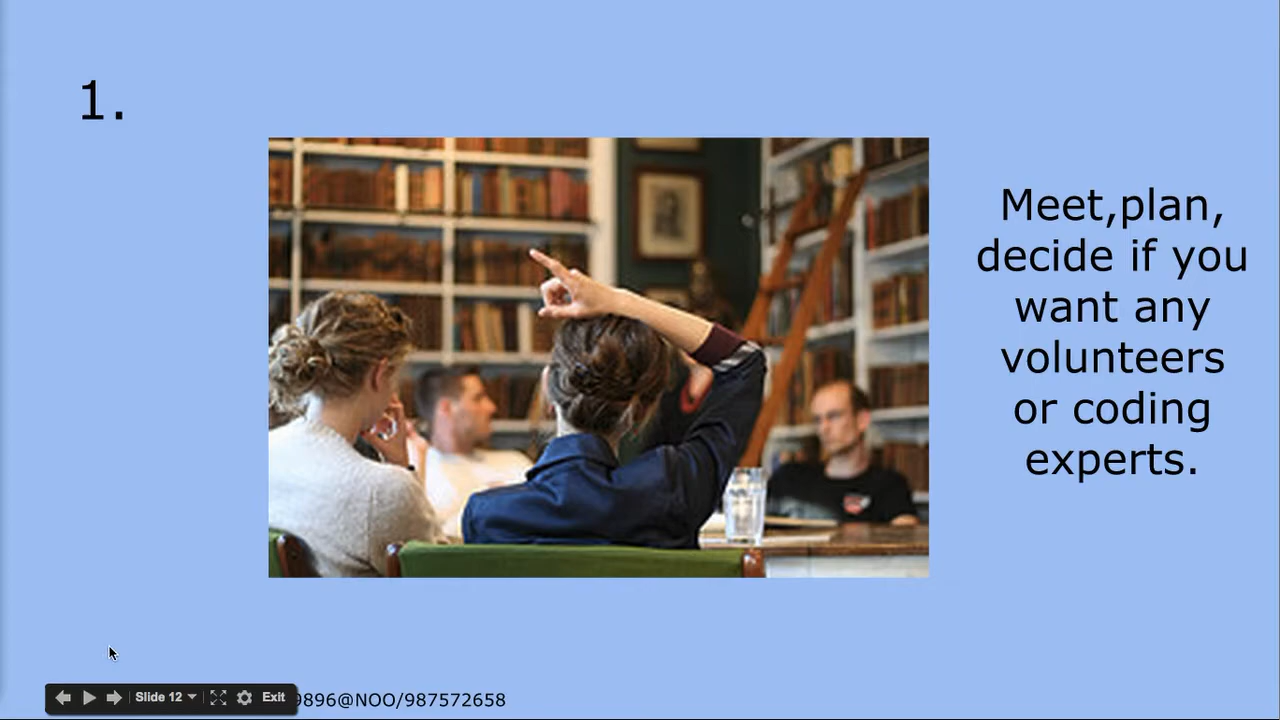 1.
Meet,plan,
decide if you
want any
volunteers
or coding
experts.
Slide 12
Exit
9896@NOO/987572658